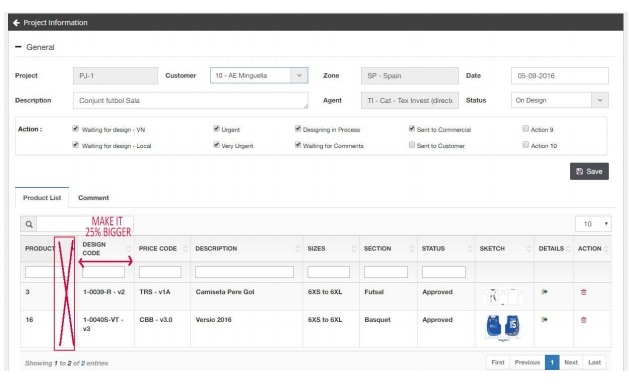 Project Information
General
Project PJ-1 Customer 10 - AE Minguella Zone SP - Spain Date 05-09-2016
Description Conjunt futbol Sala Agent TI - Cat - Tex Invest (directo Status On Design
Action : Waiting for design - VN Urgent Designing in Process Sent to Commercial Action 9
Waiting for design - Local Very Urgent Waiting for Comments Sent to Customer Action 10
Save
Product List Comment
MAKE IT
25% BIGGER
10
PRODUCT DESIGN CODE PRICE CODE DESCRIPTION SIZES SECTION STATUS SKETCH DETAILS ACTION
3 1-0039-R - v2 TRS - v1A Camiseta Pere Gol 6XS to 6XL Futsal Approved
16 1-0040S-VT - v3 CBB - v3.0 Versio 2016 6XS to 6XL Basquet Approved
Showing 1 to 2 of 2 entries First Previous 1 Next Last